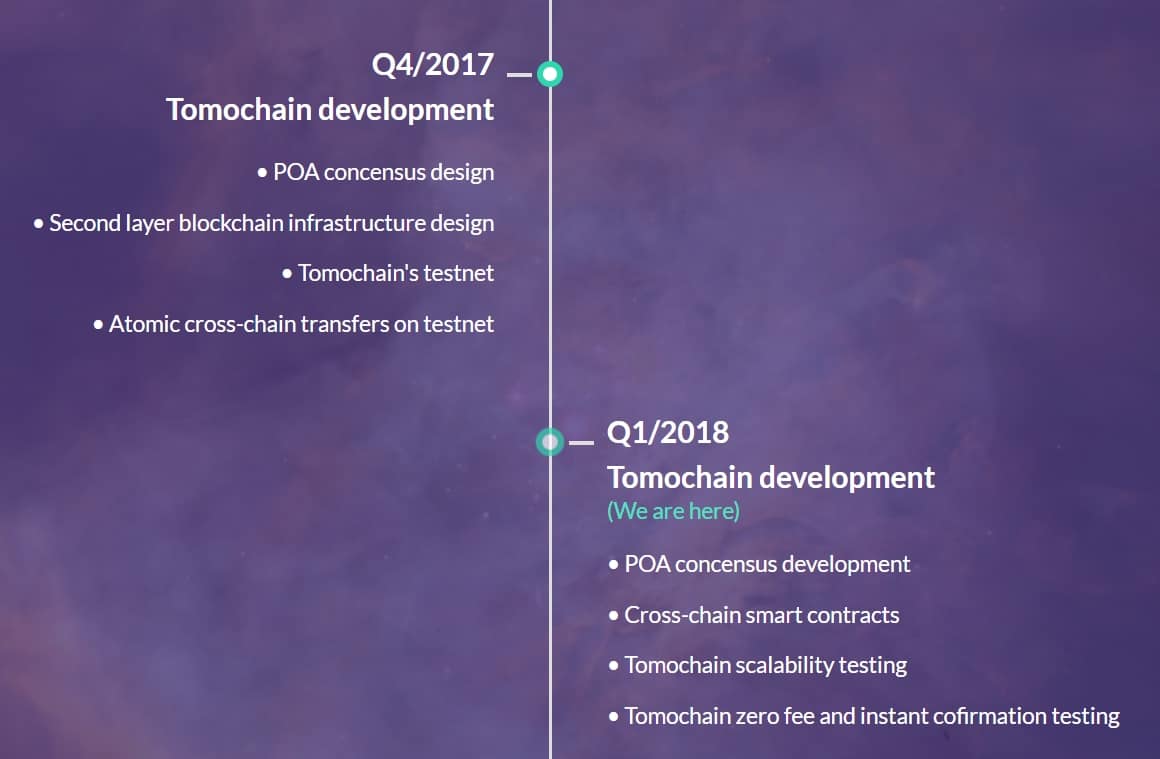 Q4/2017
Tomochain development
• POA concensus design
• Second layer blockchain infrastructure design
• Tomochain's testnet
• Atomic cross-chain transfers on testnet
Q1/2018
Tomochain development
(We are here)
• POA concensus development
• Cross-chain smart contracts
• Tomochain scalability testing
• Tomochain zero fee and instant cofirmation testing